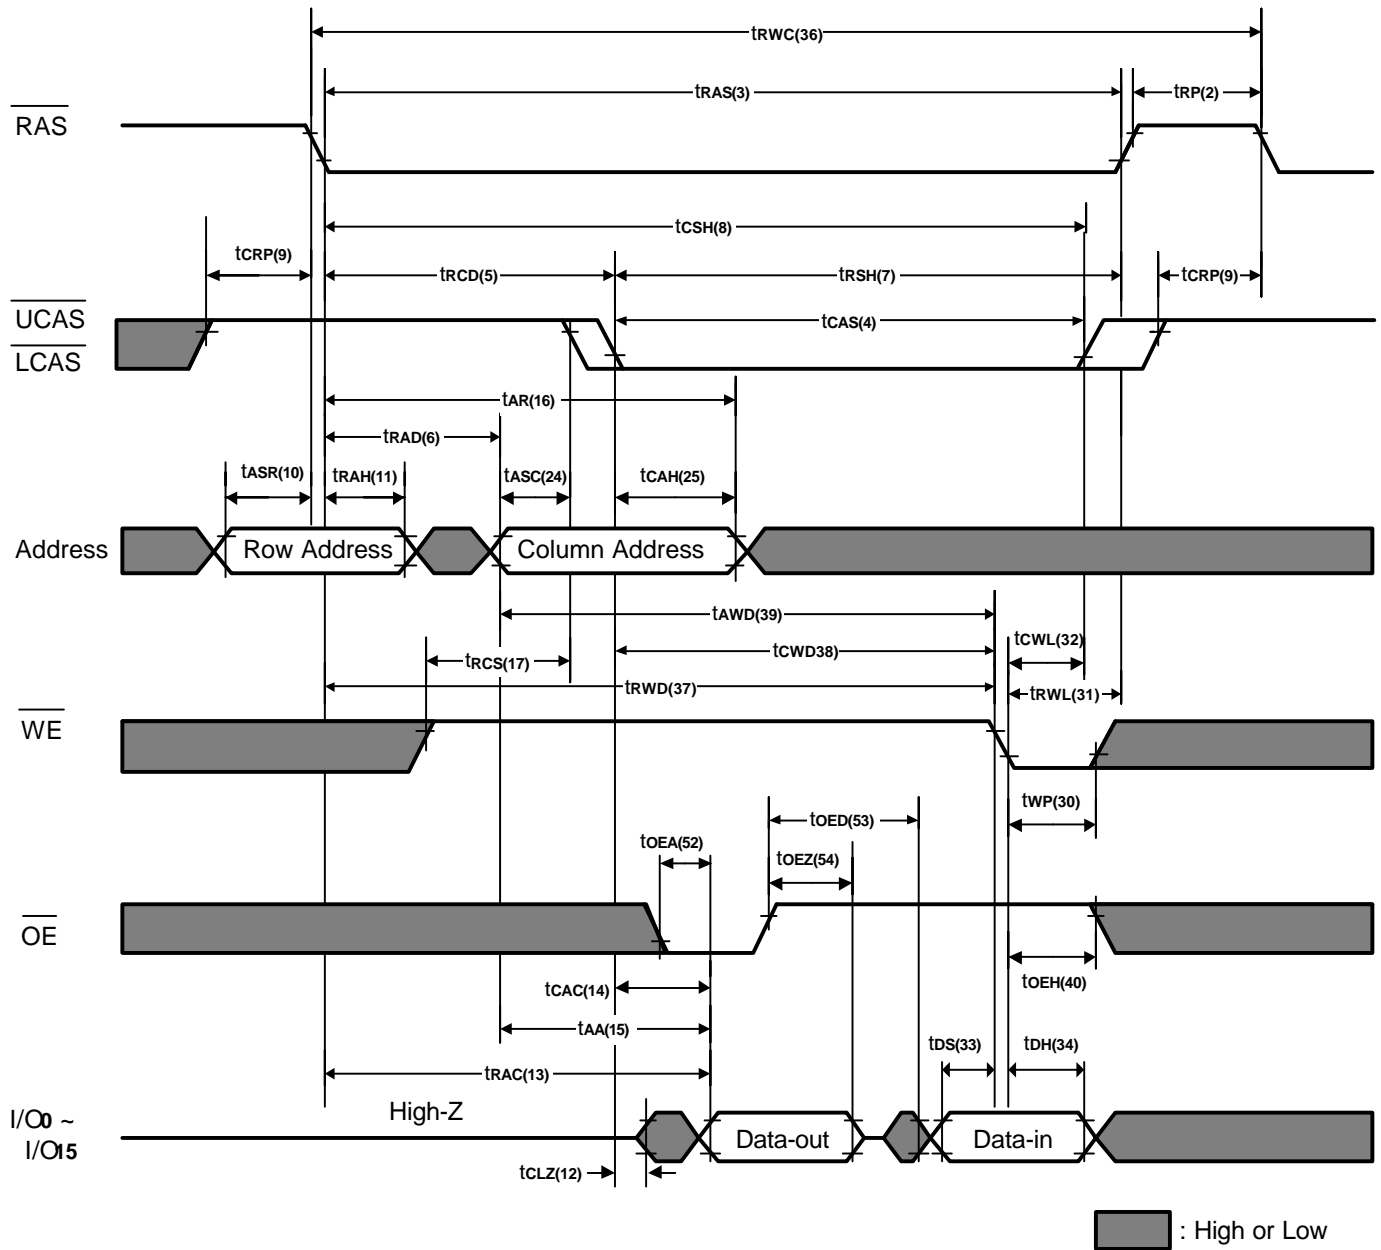 tRWC(36)
tRAS(3)
tRP(2)
RAS
tCSH(8)
tCRP(9)
tRCD(5)
tRSH(7)
tCRP(9)
UCAS
tCAS(4)
LCAS
tAR(16)
tRAD(6)
tASR(10)
tRAH(11)
tASC(24)
tCAH(25)
Address
Row Address
Column Address
tAWD(39)
tCWL(32)
tCWD38)
tRCS(17)
tRWD(37)
tRWL(31)
WE
tWP(30)
tOED(53)
tOEA(52)
tOEZ(54)
OE
tOEH(40)
tCAC(14)
tAA(15)
tDS(33)
tDH(34)
tRAC(13)
High-Z
I/O0 ~
I/O15
Data-out
Data-in
tCLZ(12)
: High or Low